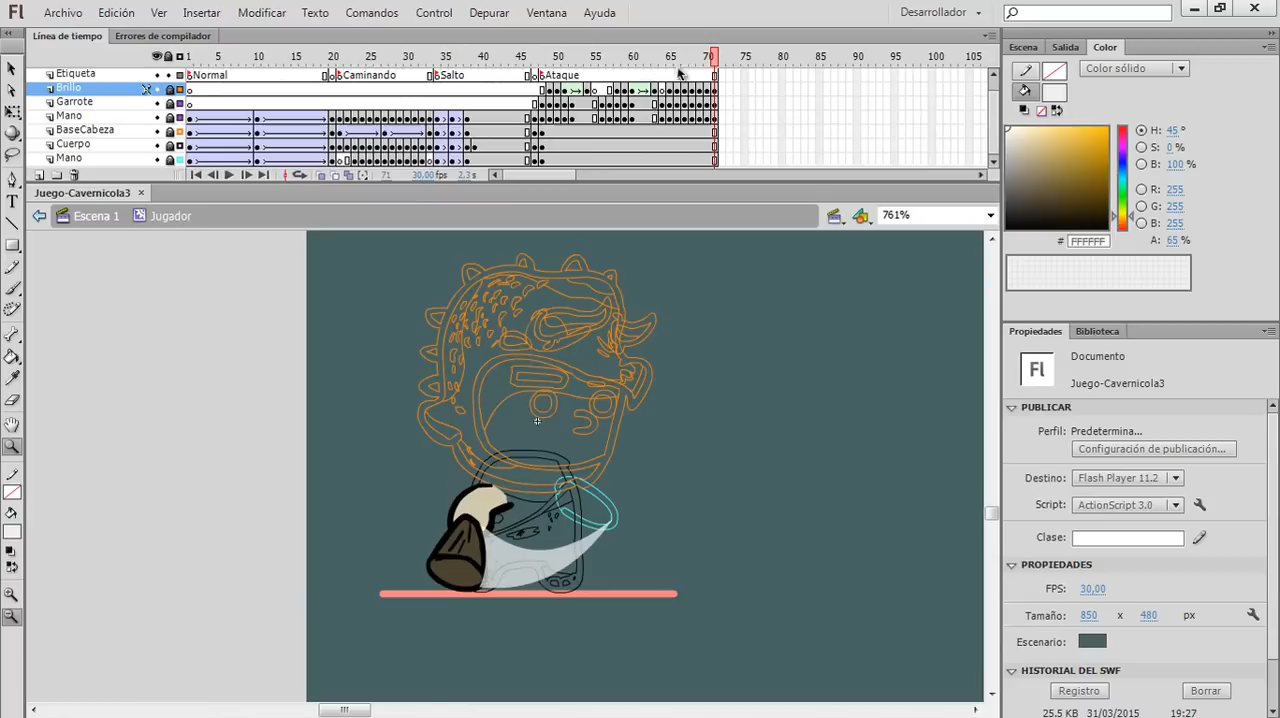 Fl Archivo Edición Ver Insertar Modificar Texto Comandos Control Depurar Ventana Ayuda Desarrollador
Línea de tiempo Errores de compilador
1 5 10 15 20 25 30 35 40 45 50 55 60 65 70 75 80 85 90 95 100 105
Etiqueta Normal Caminando Salto Ataque
Brillo
Garrote
Mano
BaseCabeza
Cuerpo
Mano
71 30,00 fps 2,3 s
Juego-Cavernicola3
Escena 1 Jugador 761%
Escena Salida Color
Color sólido
H: 45 °
S: 0 %
B: 100 %
R: 255
G: 255
B: 255
# FFFFFF A: 65 %
Propiedades Biblioteca
Fl Documento
Juego-Cavernicola3
PUBLICAR
Perfil: Predetermina...
Configuración de publicación...
Destino: Flash Player 11.2
Script: ActionScript 3.0
Clase:
PROPIEDADES
FPS: 30,00
Tamaño: 850 x 480 px
Escenario:
HISTORIAL DEL SWF
Registro Borrar
25.5 KB 31/03/2015 19:27